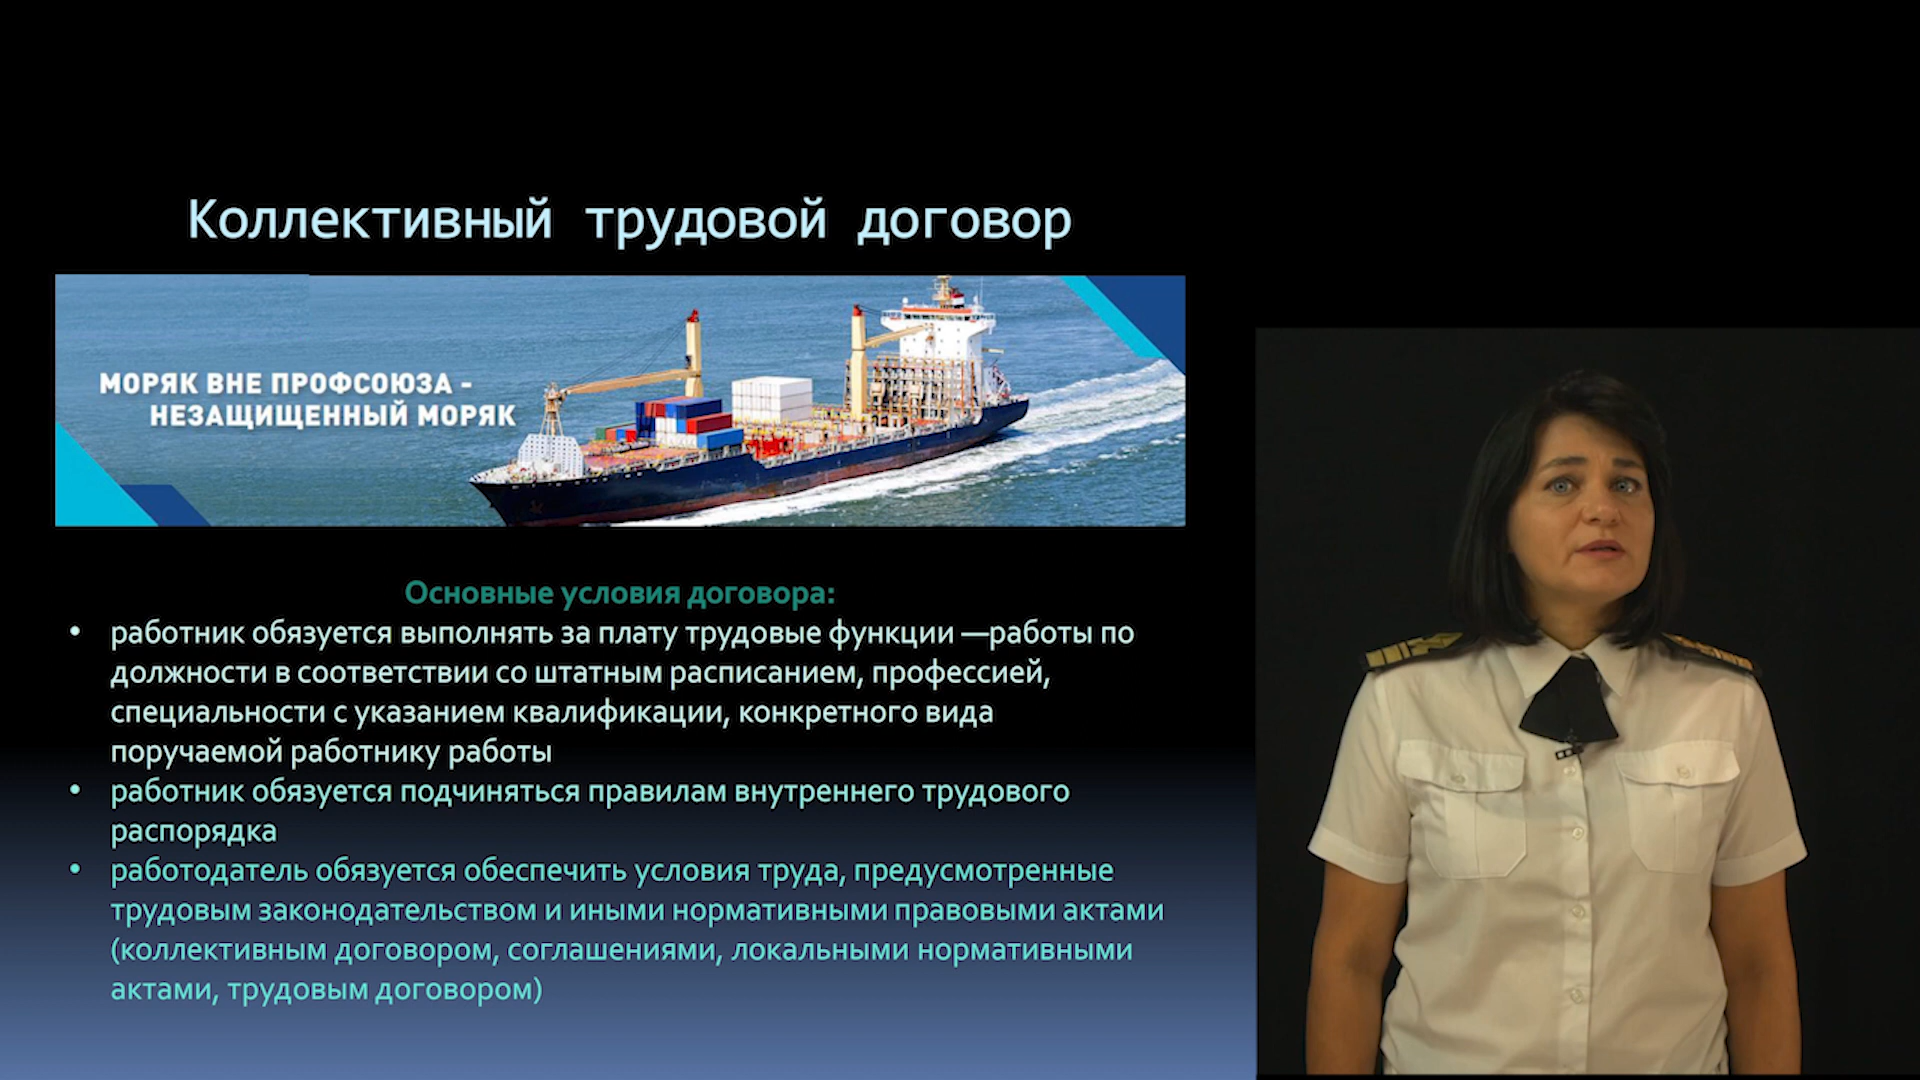 Коллективный трудовой договор
МОРЯК ВНЕ ПРОФСОЮЗА -
НЕЗАЩИЩЕННЫЙ МОРЯК
Основные условия договора:
• работник обязуется выполнять за плату трудовые функции —работы по
должности в соответствии со штатным расписанием, профессией,
специальности с указанием квалификации, конкретного вида
поручаемой работнику работы
• работник обязуется подчиняться правилам внутреннего трудового
распорядка
• работодатель обязуется обеспечить условия труда, предусмотренные
трудовым законодательством и иными нормативными правовыми актами
(коллективным договором, соглашениями, локальными нормативными
актами, трудовым договором)